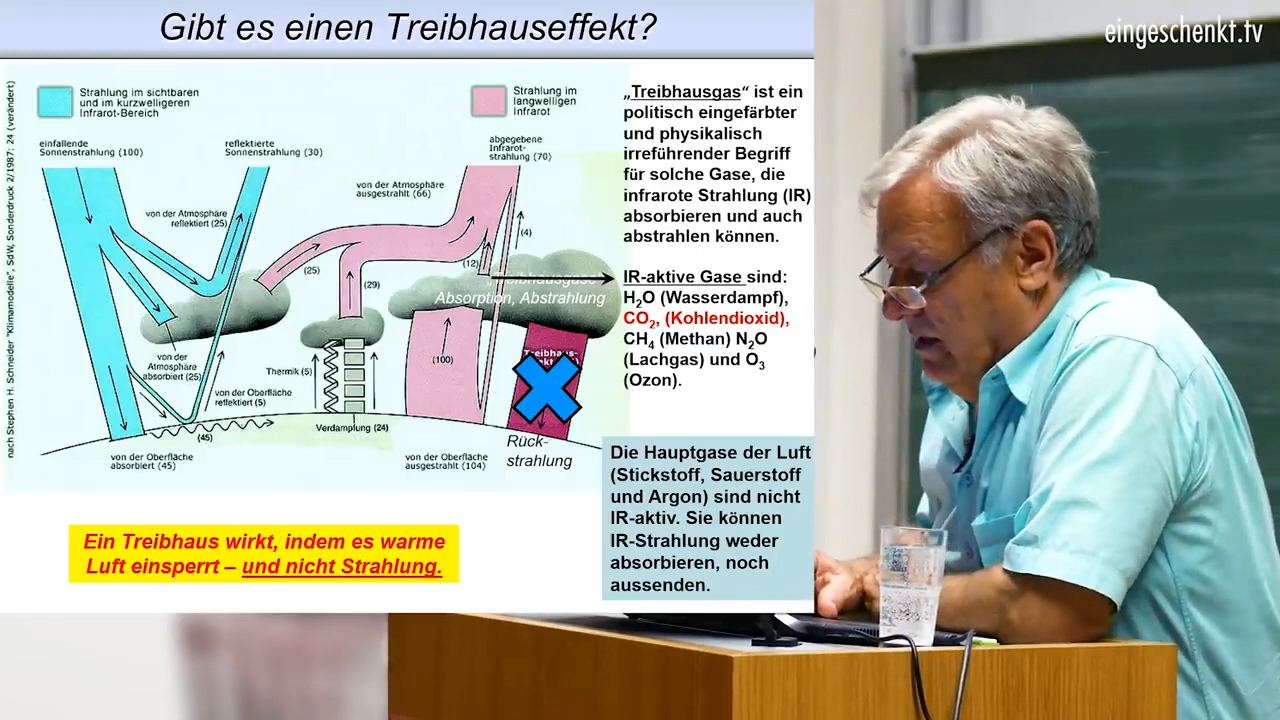 Gibt es einen Treibhauseffekt?
eingeschenkt.tv
nach Stephen H. Schneider "Klimamodelle", SdW, Sonderdruck 2/1987: 24 (verändert)
Strahlung im sichtbaren
und im kurzwelligeren
Infrarot-Bereich
Strahlung im
langwelligen
Infrarot
einfallende
Sonnenstrahlung (100)
reflektierte
Sonnenstrahlung (30)
abgegebene
Infrarot-
strahlung (70)
von der Atmosphäre
ausgestrahlt (66)
von der Atmosphäre
reflektiert (25)
(4)
(25)
(12)
(29)
„Treibhausgase“
Absorption, Abstrahlung
von der
Atmosphäre
absorbiert (25)
Thermik (5)
(100)
Treibhaus-
von der Oberfläche
reflektiert (5)
(45)
Verdampfung (24)
Rück-
strahlung
von der Oberfläche
absorbiert (45)
von der Oberfläche
ausgestrahlt (104)
„Treibhausgas“ ist ein
politisch eingefärbter
und physikalisch
irreführender Begriff
für solche Gase, die
infrarote Strahlung (IR)
absorbieren und auch
abstrahlen können.
IR-aktive Gase sind:
H₂O (Wasserdampf),
CO₂, (Kohlendioxid),
CH₄ (Methan) N₂O
(Lachgas) und O₃
(Ozon).
Die Hauptgase der Luft
(Stickstoff, Sauerstoff
und Argon) sind nicht
IR-aktiv. Sie können
IR-Strahlung weder
absorbieren, noch
aussenden.
Ein Treibhaus wirkt, indem es warme
Luft einsperrt – und nicht Strahlung.